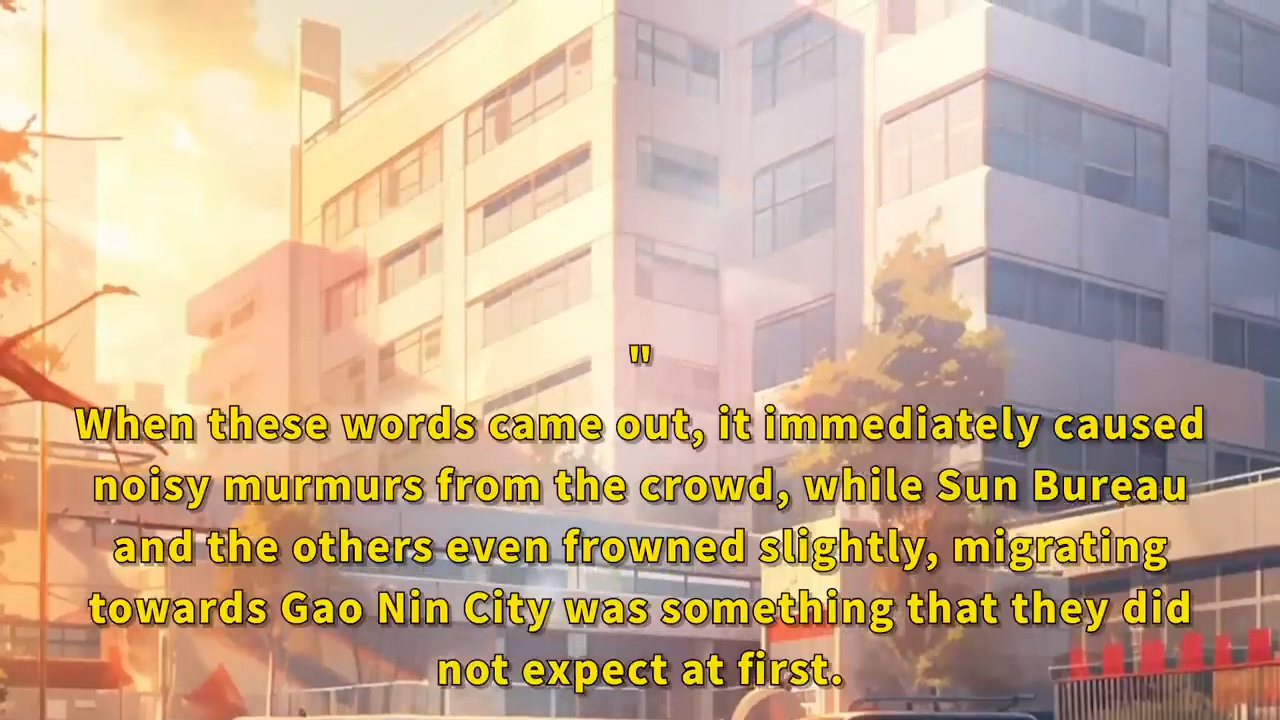 "
When these words came out, it immediately caused
noisy murmurs from the crowd, while Sun Bureau
and the others even frowned slightly, migrating
towards Gao Nin City was something that they did
not expect at first.